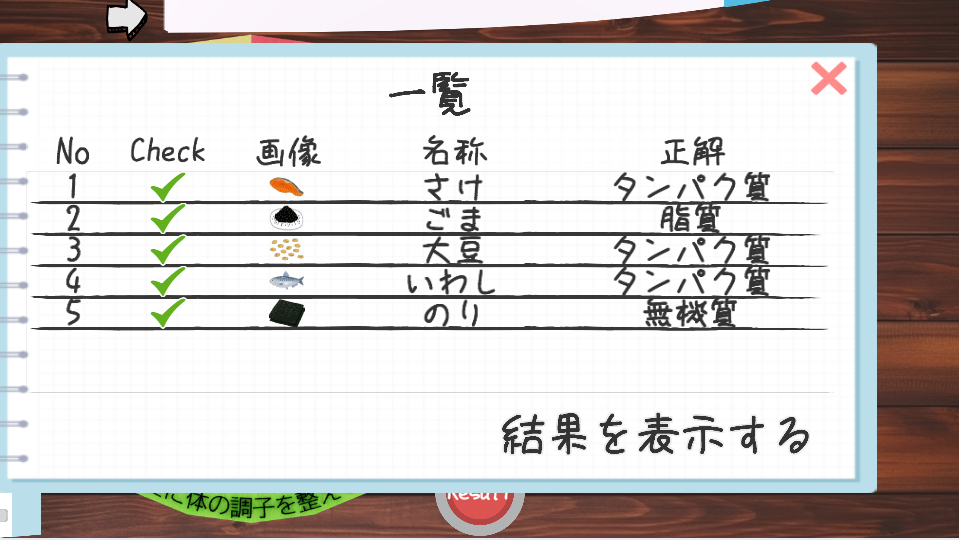 一覧
No Check 画像 名称 正解
1 さけ タンパク質
2 ごま 脂質
3 大豆 タンパク質
4 いわし タンパク質
5 のり 無機質
結果を表示する
体の調子を整え
Result